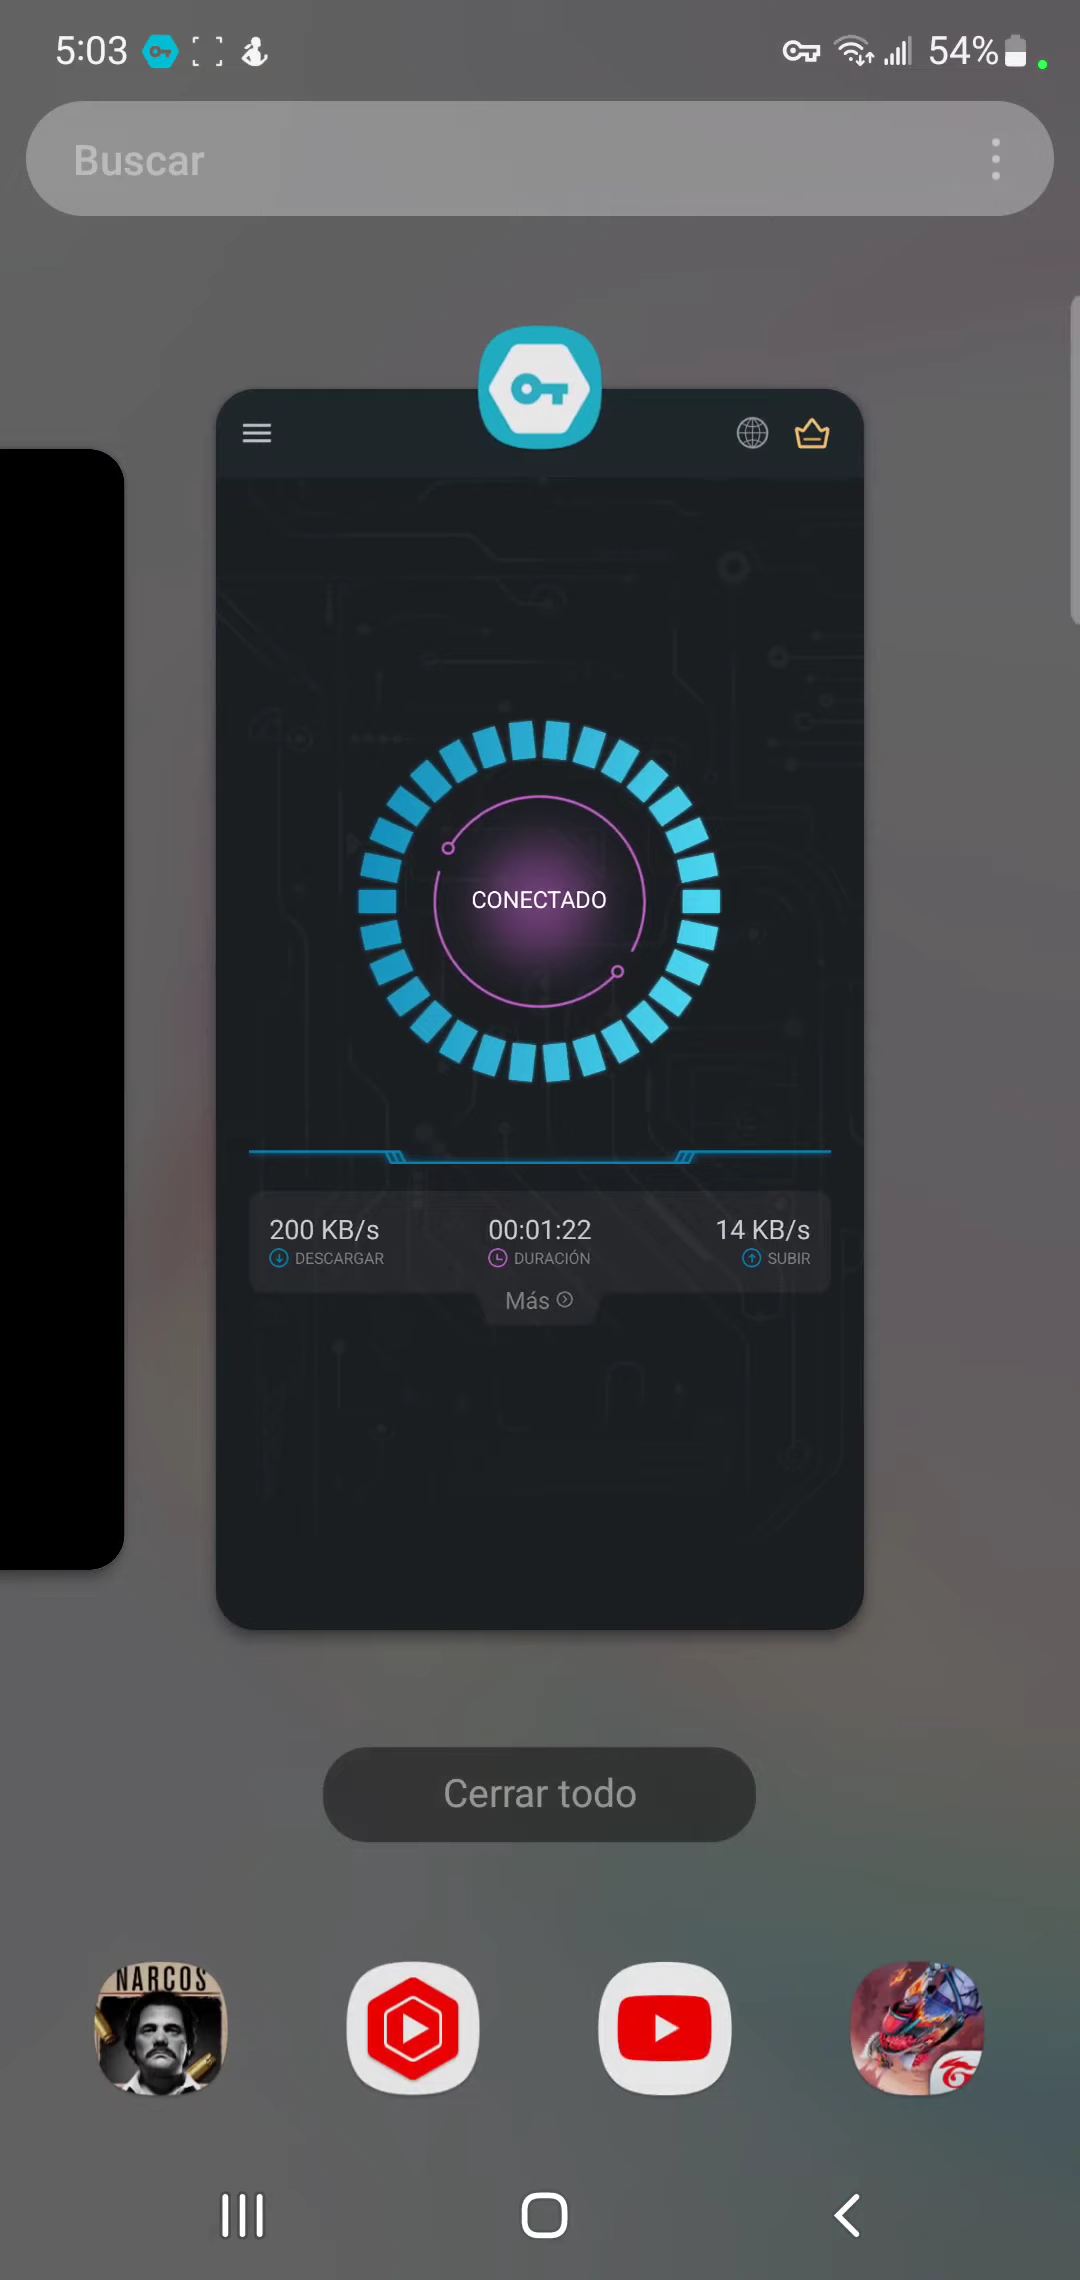 5:03
54%
Buscar
CONECTADO
200 KB/s
DESCARGAR
00:01:22
DURACIÓN
14 KB/s
SUBIR
Más
Cerrar todo
NARCOS